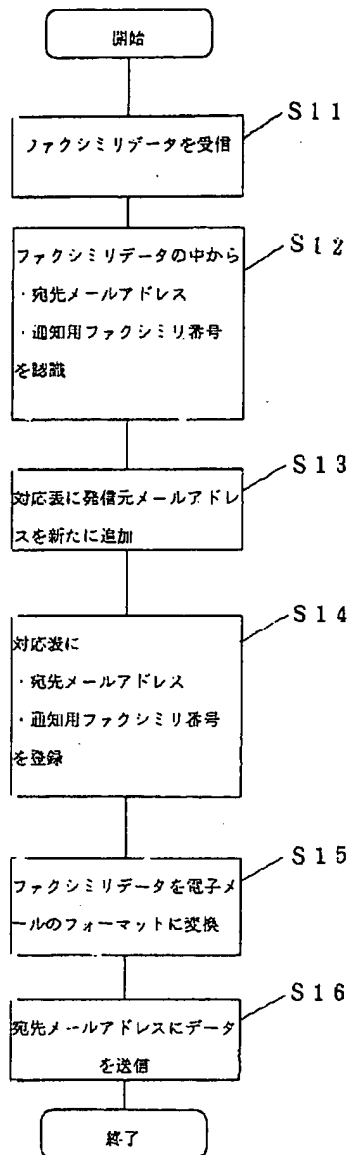 開始
S11
ファクシミリデータを受信
S12
ファクシミリデータの中から
・宛先メールアドレス
・通知用ファクシミリ番号
を認識
S13
対応表に発信元メールアドレ
スを新たに追加
S14
対応表に
・宛先メールアドレス
・通知用ファクシミリ番号
を登録
S15
ファクシミリデータを電子メ
ールのフォーマットに変換
S16
宛先メールアドレスにデータ
を送信
終了